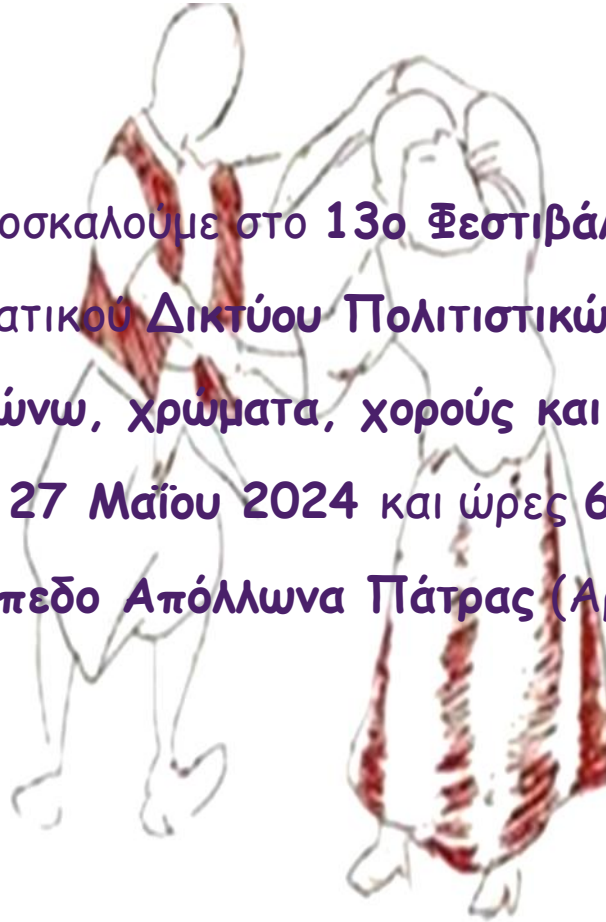 οσκαλούμε στο 13ο Φεστιβάλ
ατικού Δικτύου Πολιτιστικώ
ώνω, χρώματα, χορούς και
27 Μαΐου 2024 και ώρες 6
πεδο Απόλλωνα Πάτρας (Αρ